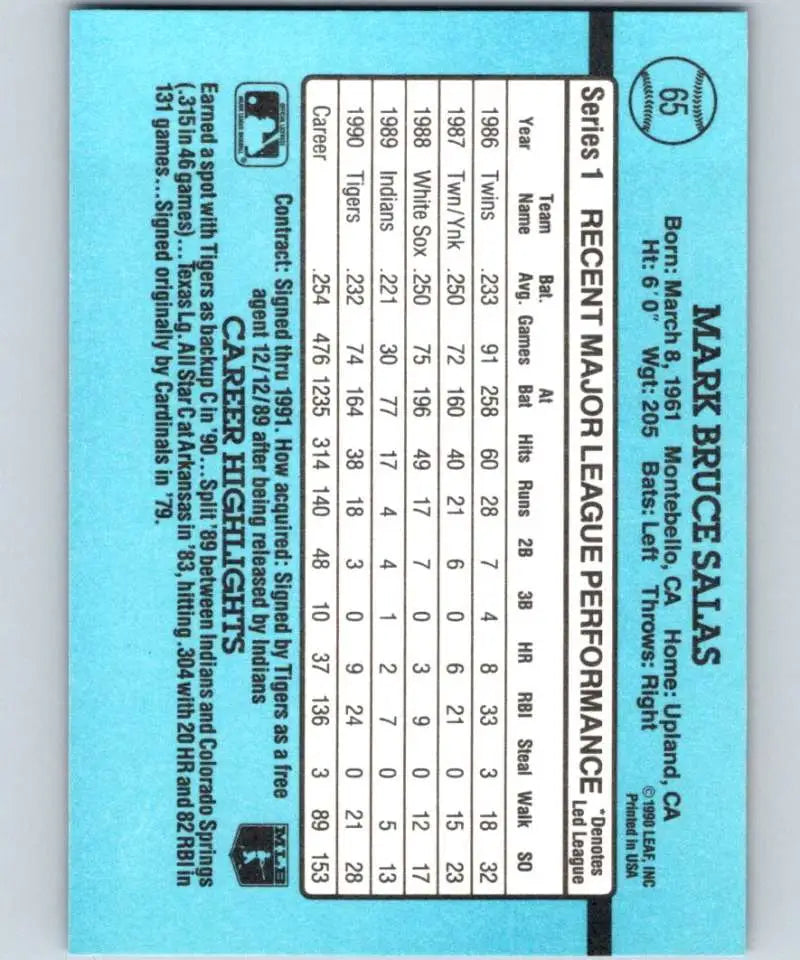 65
MARK BRUCE SALAS
Born: March 8, 1961 Montebello, CA Home: Upland, CA
Ht: 6' 0" Wgt: 205 Bats: Left Throws: Right
© 1990 LEAF, INC
Printed in USA
Series 1 RECENT MAJOR LEAGUE PERFORMANCE *Denotes Led League
Year Team Name Bat. Avg. Games At Bat Hits Runs 2B 3B HR RBI Steal Walk SO
1986 Twins .233 91 258 60 28 7 4 8 33 3 18 32
1987 Twn/Ynk .250 72 160 40 21 6 0 6 21 0 15 23
1988 White Sox .250 75 196 49 17 7 0 3 9 0 12 17
1989 Indians .221 30 77 17 4 4 1 2 7 0 5 13
1990 Tigers .232 74 164 38 18 3 0 9 24 0 21 28
Career .254 476 1235 314 140 48 10 37 136 3 89 153
OFFICIAL LICENSEE
MAJOR LEAGUE BASEBALL
Contract: Signed thru 1991. How acquired: Signed by Tigers as a free
agent 12/12/89 after being released by Indians
MLB
CAREER HIGHLIGHTS
Earned a spot with Tigers as backup C in '90 ... Split '89 between Indians and Colorado Springs
(.315 in 46 games) ... Texas Lg. All Star C at Arkansas in '83, hitting .304 with 20 HR and 82 RBI in
131 games ... Signed originally by Cardinals in '79.